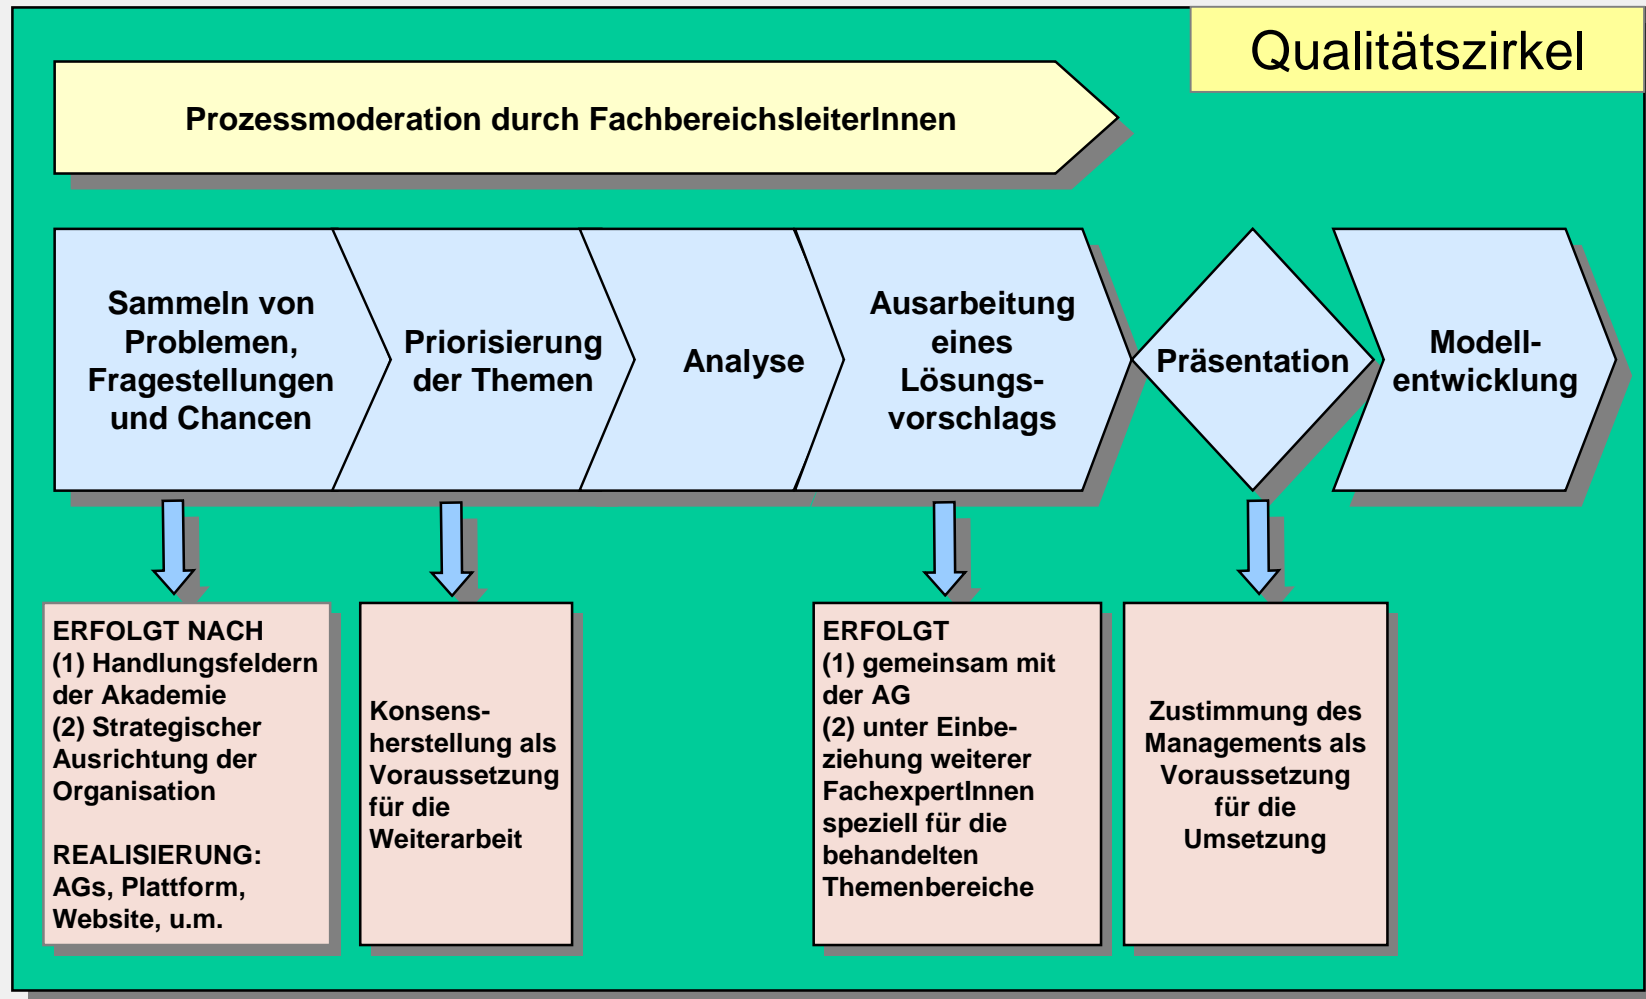 Qualitätszirkel
Prozessmoderation durch FachbereichsleiterInnen
Sammeln von
Problemen,
Fragestellungen
und Chancen
Priorisierung
der Themen
Analyse
Ausarbeitung
eines
Lösungs-
vorschlags
Präsentation
Modell-
entwicklung
ERFOLGT NACH
(1) Handlungsfeldern
der Akademie
(2) Strategischer
Ausrichtung der
Organisation
REALISIERUNG:
AGs, Plattform,
Website, u.m.
Konsens-
herstellung als
Voraussetzung
für die
Weiterarbeit
ERFOLGT
(1) gemeinsam mit
der AG
(2) unter Einbe-
ziehung weiterer
FachexpertInnen
speziell für die
behandelten
Themenbereiche
Zustimmung des
Managements als
Voraussetzung
für die
Umsetzung